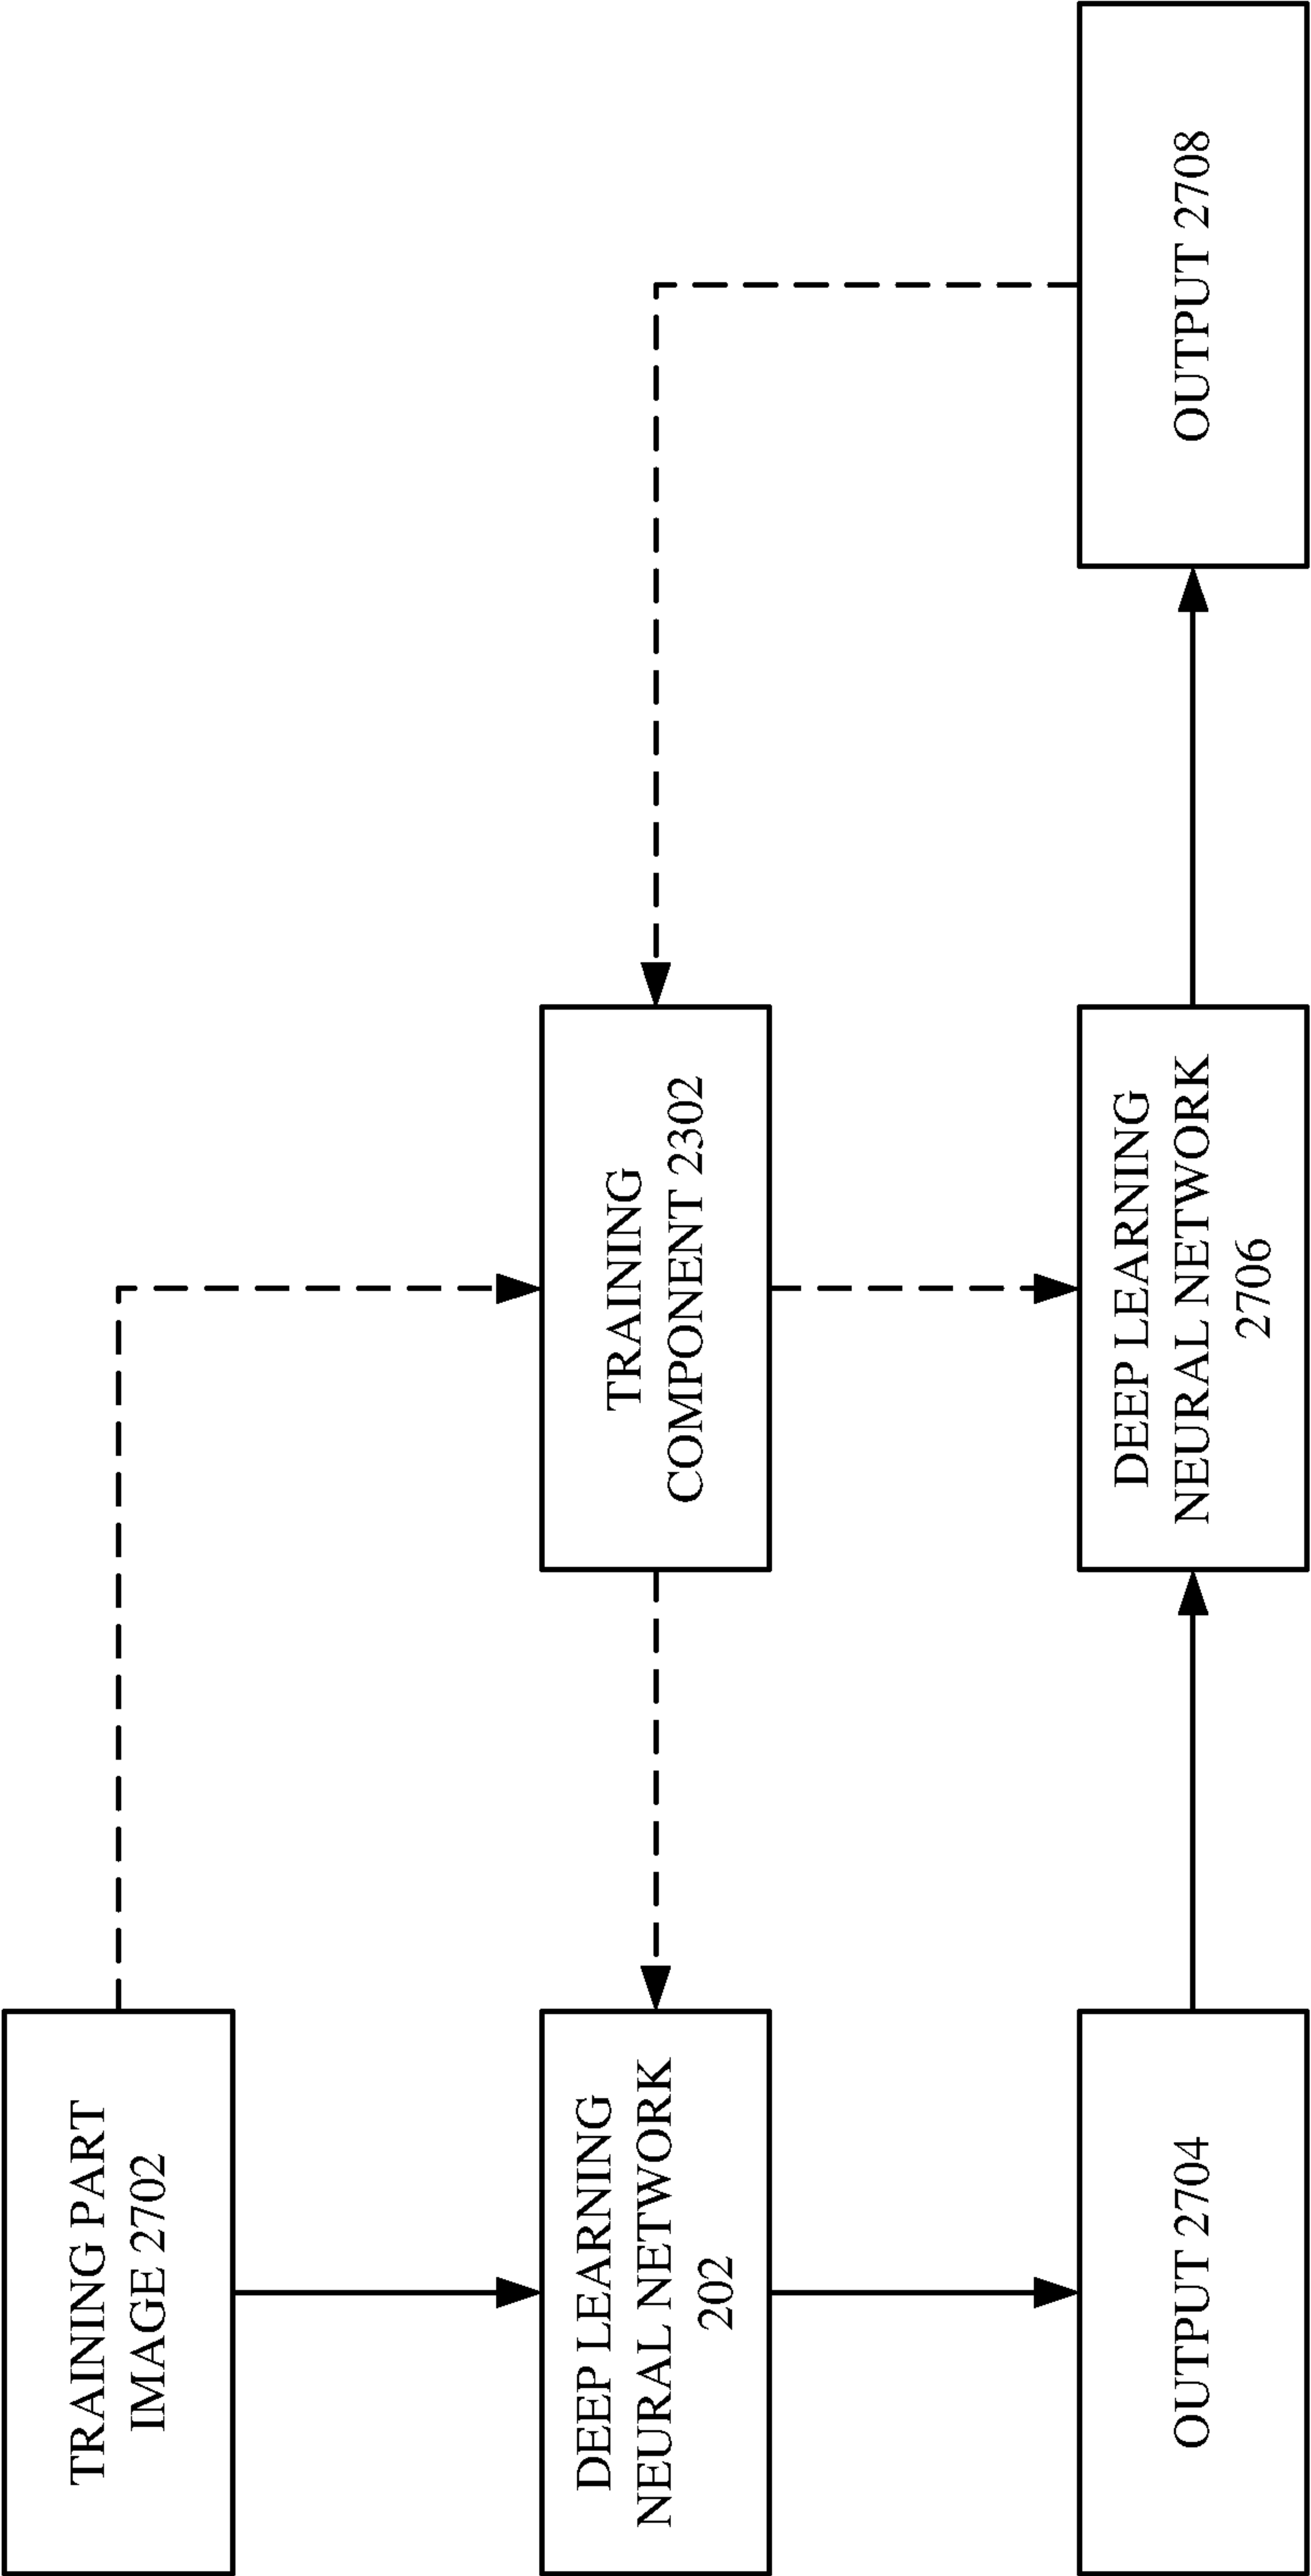 TRAINING PART
IMAGE 2702
DEEP LEARNING
NEURAL NETWORK
202
TRAINING
COMPONENT 2302
OUTPUT 2704
DEEP LEARNING
NEURAL NETWORK
2706
OUTPUT 2708